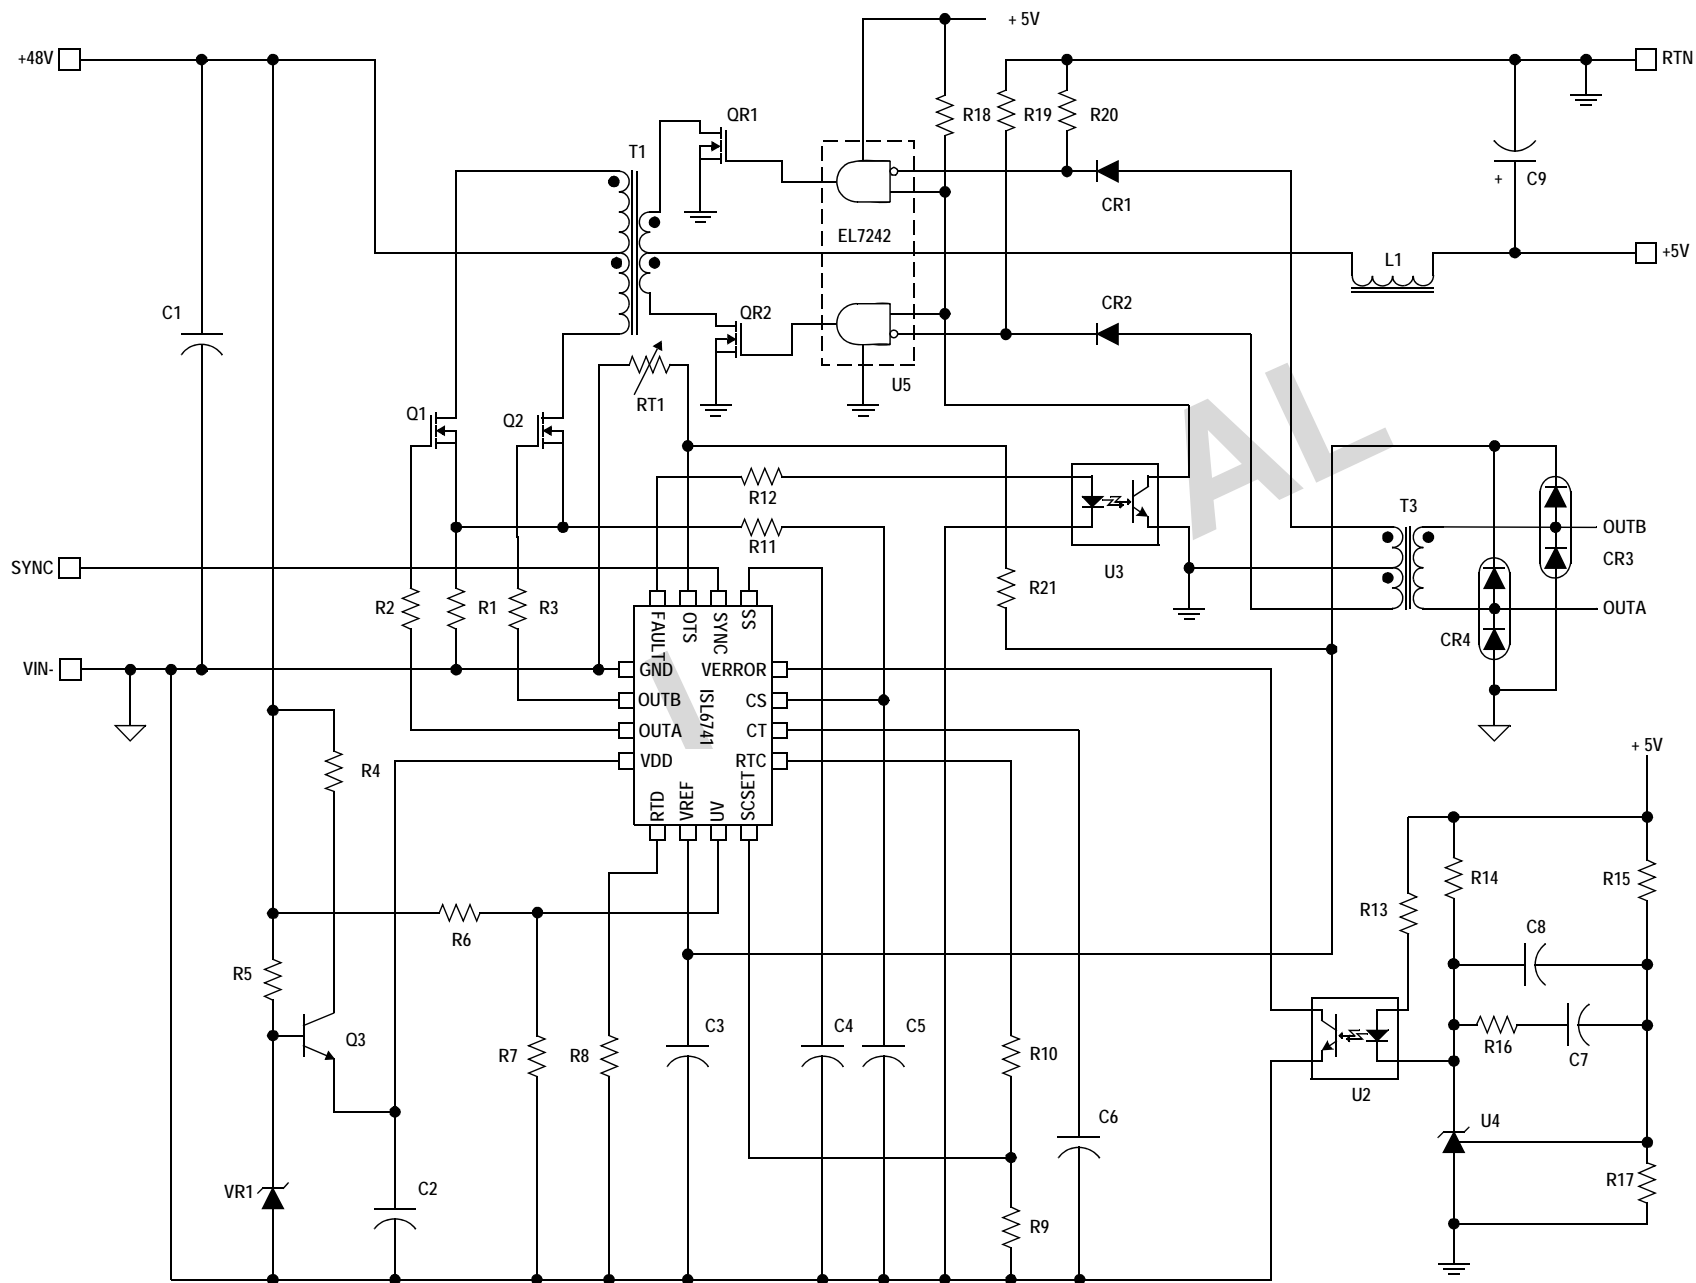 + 5V
+48V
RTN
QR1
R18
R19
R20
T1
CR1
+
C9
EL7242
+5V
L1
C1
QR2
CR2
U5
RT1
Q1
Q2
AL
R12
T3
OUTB
R11
CR3
SYNC
U3
R21
R2
R1
R3
OUTA
FAULT
OTS
SYNC
SS
CR4
VIN-
GND
VERROR
I
OUTB
CS
ISL6741
OUTA
CT
VDD
RTC
+ 5V
R4
RTD
VREF
UV
SCSET
R14
R15
R13
R6
C8
R5
Q3
R7
R8
C3
C4
C5
R10
R16
C7
U2
C6
U4
VR1
C2
R17
R9